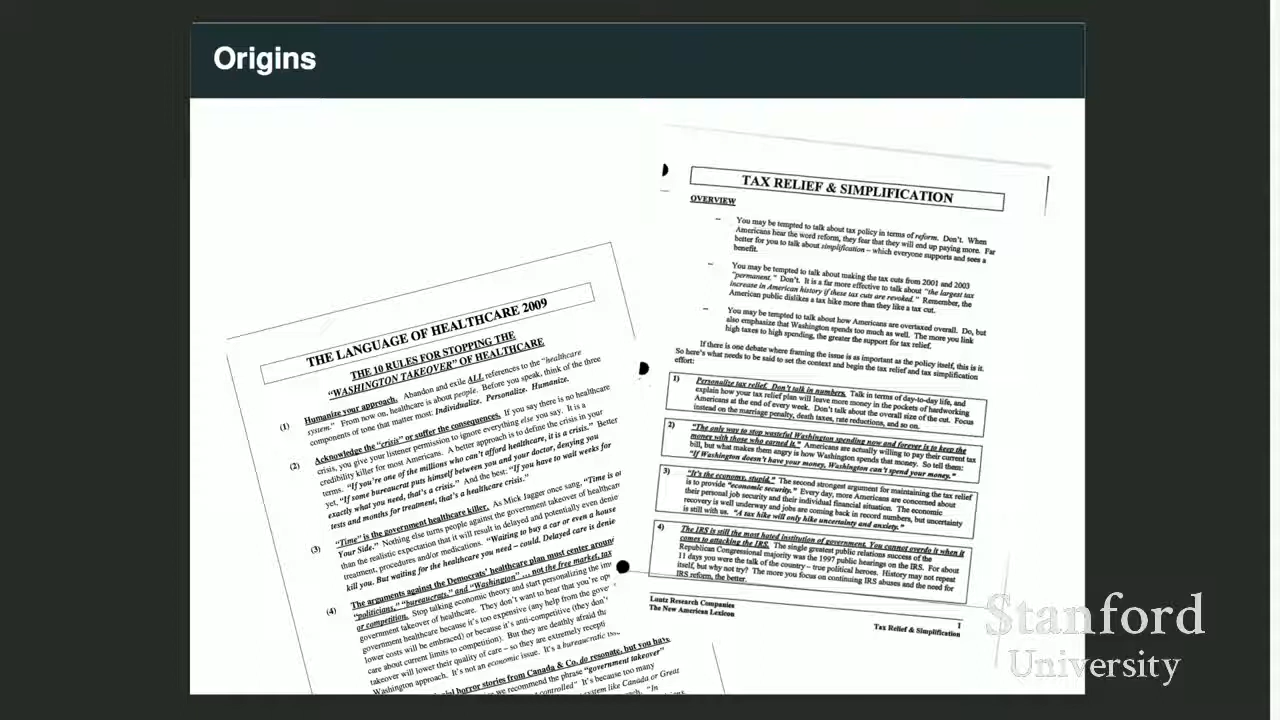 Origins
THE LANGUAGE OF HEALTHCARE 2009
THE 10 RULES FOR STOPPING THE
"WASHINGTON TAKEOVER" OF HEALTHCARE
(1) Humanize your approach. Abandon and exile ALL references to the "healthcare
system." From now on, healthcare is about people. Before you speak, think of the three
components of tone that matter most: Individualize. Personalize. Humanize.
(2) Acknowledge the "crisis" or suffer the consequences. If you say there is no healthcare
crisis, you give your listener permission to ignore everything else you say. It is a
credibility killer for most Americans. A better approach is to define the crisis in your
terms. "If you're one of the millions who can't afford healthcare, it is a crisis." Better
yet, "If some bureaucrat puts himself between you and your doctor, denying you
exactly what you need, that's a crisis." And the best: "If you have to wait weeks for
tests and months for treatment, that's a healthcare crisis."
(3) "Time" is the government healthcare killer. As Mick Jagger once sang, "Time is o
Your Side." Nothing else turns people against the government takeover of healthcar
than the realistic expectation that it will result in delayed and potentially even denie
treatment, procedures and/or medications. "Waiting to buy a car or even a house
kill you. But waiting for the healthcare you need – could. Delayed care is denie
(4) The arguments against the Democrats' healthcare plan must center around
"politicians," "bureaucrats," and "Washington" ... not the free market, tax
or competition. Stop talking economic theory and start personalizing the im
government takeover of healthcare. They don't want to hear that you're op
government healthcare because it's too expensive (any help from the gove
lower costs will be embraced) or because it's anti-competitive (they don't
care about current limits to competition). But they are deathly afraid tha
takeover will lower their quality of care – so they are extremely recepti
Washington approach. It's not an economic issue. It's a bureaucratic
horror stories from Canada & Co. do resonate, but you have
we recommend the phrase "government takeover"
controlled" It's because too many
system like Canada or Great
"In
TAX RELIEF & SIMPLIFICATION
OVERVIEW
– You may be tempted to talk about tax policy in terms of reform. Don't. When
Americans hear the word reform, they fear that they will end up paying more. Far
better for you to talk about simplification – which everyone supports and sees a
benefit.
– You may be tempted to talk about making the tax cuts from 2001 and 2003
"permanent." Don't. It is a far more effective to talk about "the largest tax
increase in American history if these tax cuts are revoked." Remember, the
American public dislikes a tax hike more than they like a tax cut.
– You may be tempted to talk about how Americans are overtaxed overall. Do, but
also emphasize that Washington spends too much as well. The more you link
high taxes to high spending, the greater the support for tax relief.
If there is one debate where framing the issue is as important as the policy itself, this is it.
So here's what needs to be said to set the context and begin the tax relief and tax simplification
effort:
1) Personalize tax relief. Don't talk in numbers. Talk in terms of day-to-day life, and
explain how your tax relief plan will leave more money in the pockets of hardworking
Americans at the end of every week. Don't talk about the overall size of the cut. Focus
instead on the marriage penalty, death taxes, rate reductions, and so on.
2) "The only way to stop wasteful Washington spending now and forever is to keep the
money with those who earned it." Americans are actually willing to pay their current tax
bill, but what makes them angry is how Washington spends that money. So tell them:
"If Washington doesn't have your money, Washington can't spend your money."
3) "It's the economy, stupid." The second strongest argument for maintaining the tax relief
is to provide "economic security." Every day, more Americans are concerned about
their personal job security and their individual financial situation. The economic
recovery is well underway and jobs are coming back in record numbers, but uncertainty
is still with us. "A tax hike will only hike uncertainty and anxiety."
4) The IRS is still the most hated institution of government. You cannot overdo it when it
comes to attacking the IRS. The single greatest public relations success of the
Republican Congressional majority was the 1997 public hearings on the IRS. For about
11 days you were the talk of the country – true political heroes. History may not repeat
itself, but why not try? The more you focus on continuing IRS abuses and the need for
IRS reform, the better.
Luntz Research Companies
The New American Lexicon
1
Tax Relief & Simplification
Stanford
University